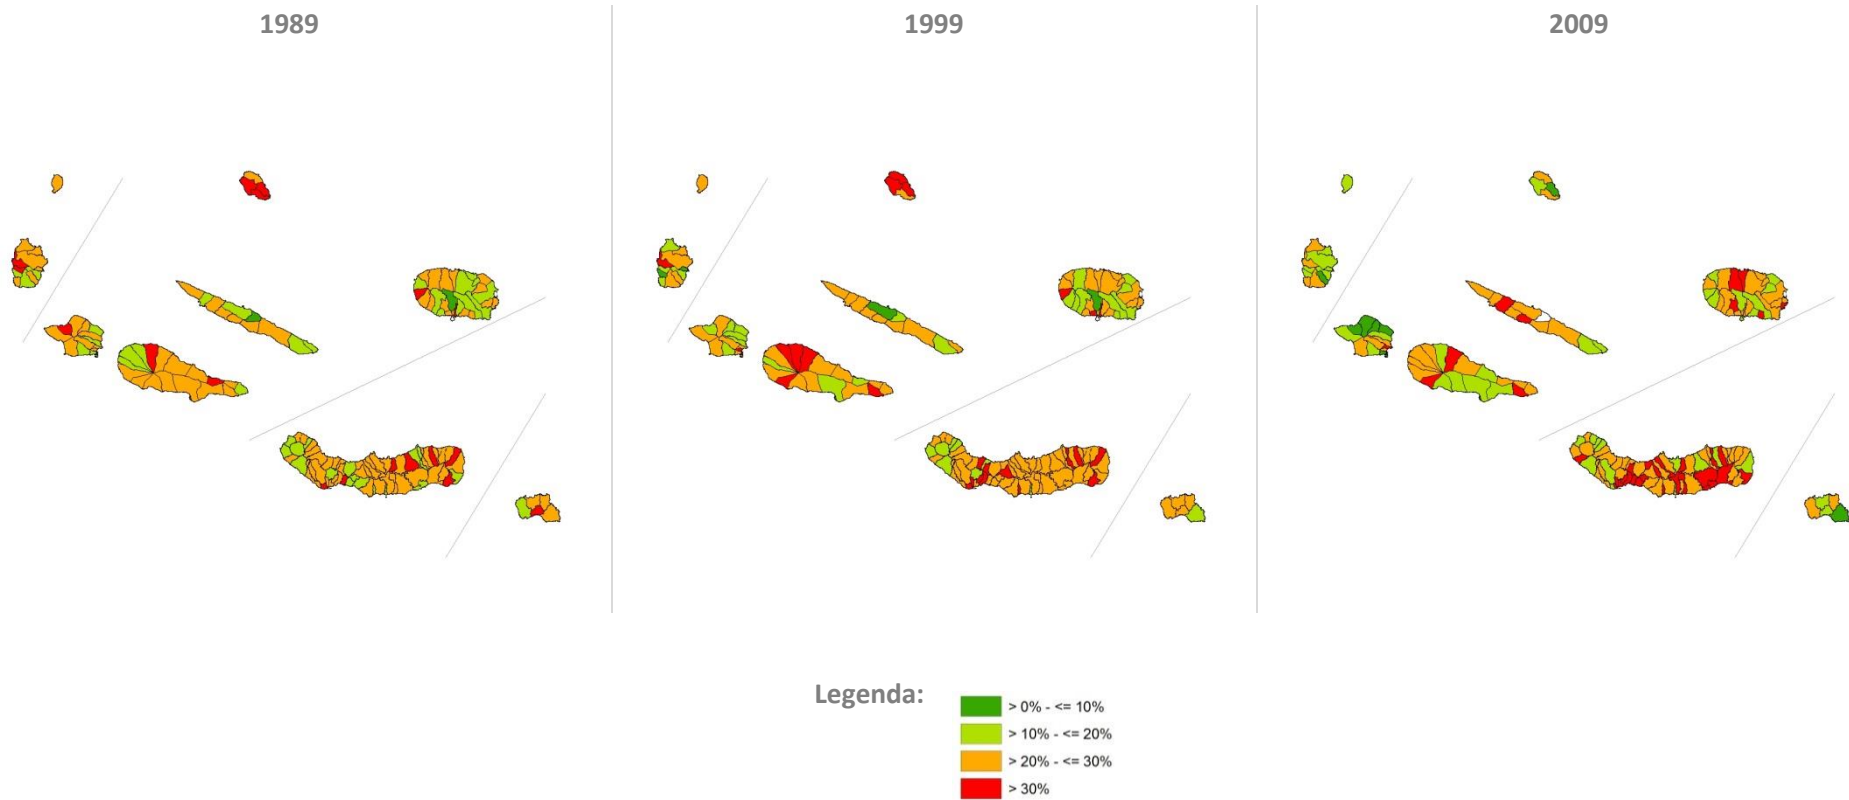 1989
1999
2009
Legenda:
> 0% - <= 10%
> 10% - <= 20%
> 20% - <= 30%
> 30%